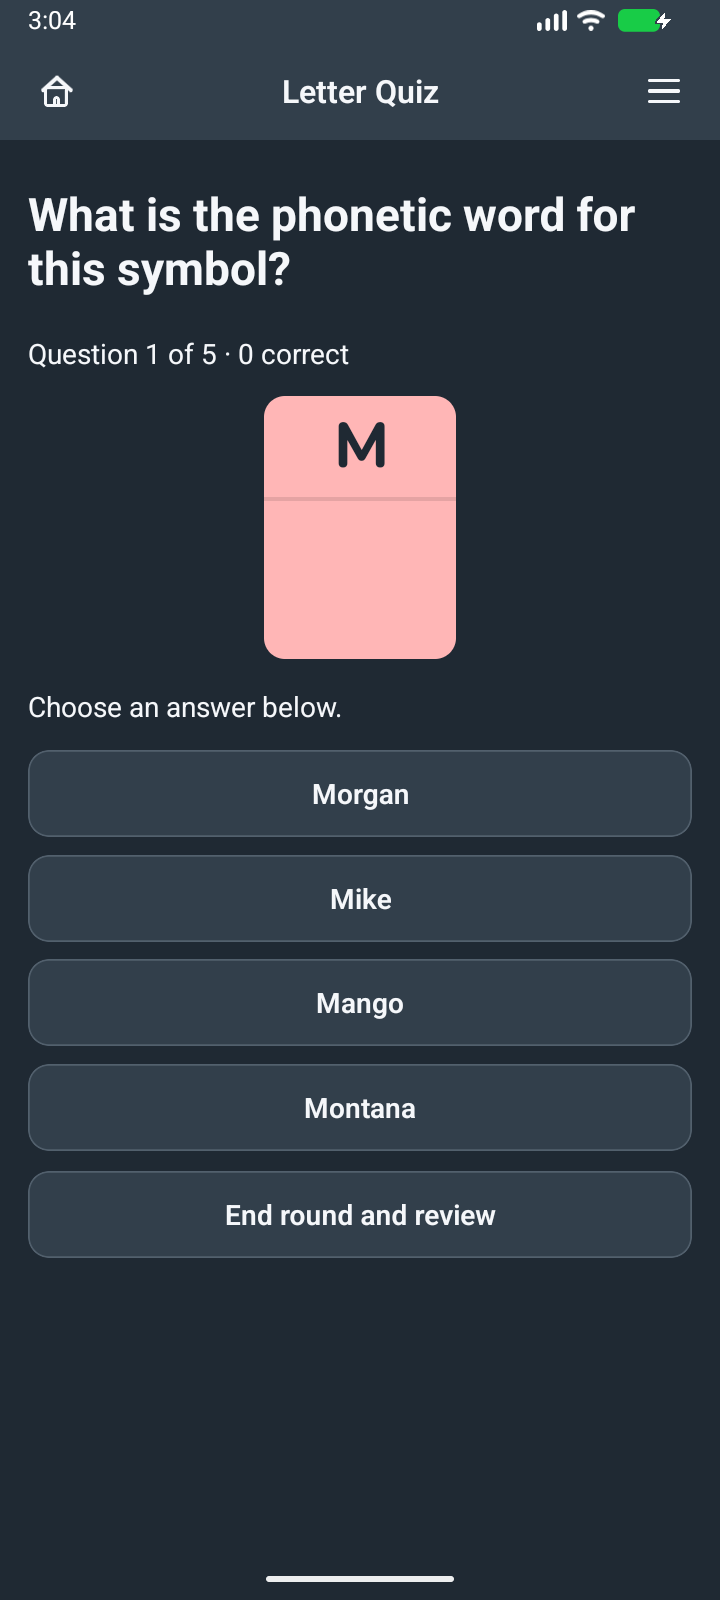 3:04
Letter Quiz
What is the phonetic word for
this symbol?
Question 1 of 5 · 0 correct
M
Choose an answer below.
Morgan
Mike
Mango
Montana
End round and review